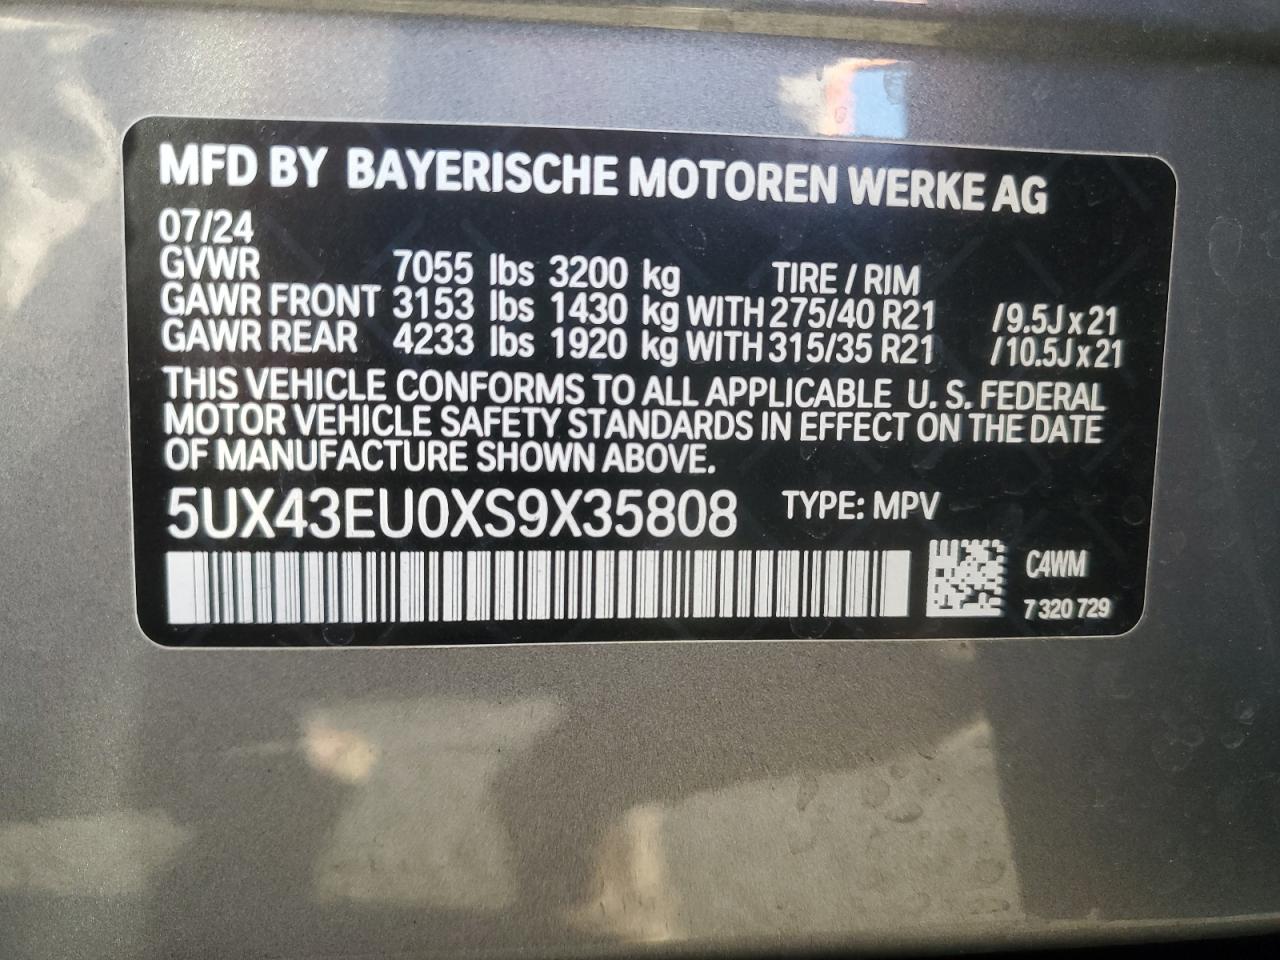 MFD BY BAYERISCHE MOTOREN WERKE AG
07/24
GVWR 7055 lbs 3200 kg TIRE / RIM
GAWR FRONT 3153 lbs 1430 kg WITH 275/40 R21 /9.5J x 21
GAWR REAR 4233 lbs 1920 kg WITH 315/35 R21 /10.5J x 21
THIS VEHICLE CONFORMS TO ALL APPLICABLE U. S. FEDERAL
MOTOR VEHICLE SAFETY STANDARDS IN EFFECT ON THE DATE
OF MANUFACTURE SHOWN ABOVE.
5UX43EU0XS9X35808 TYPE: MPV
C4WM
7 320 729